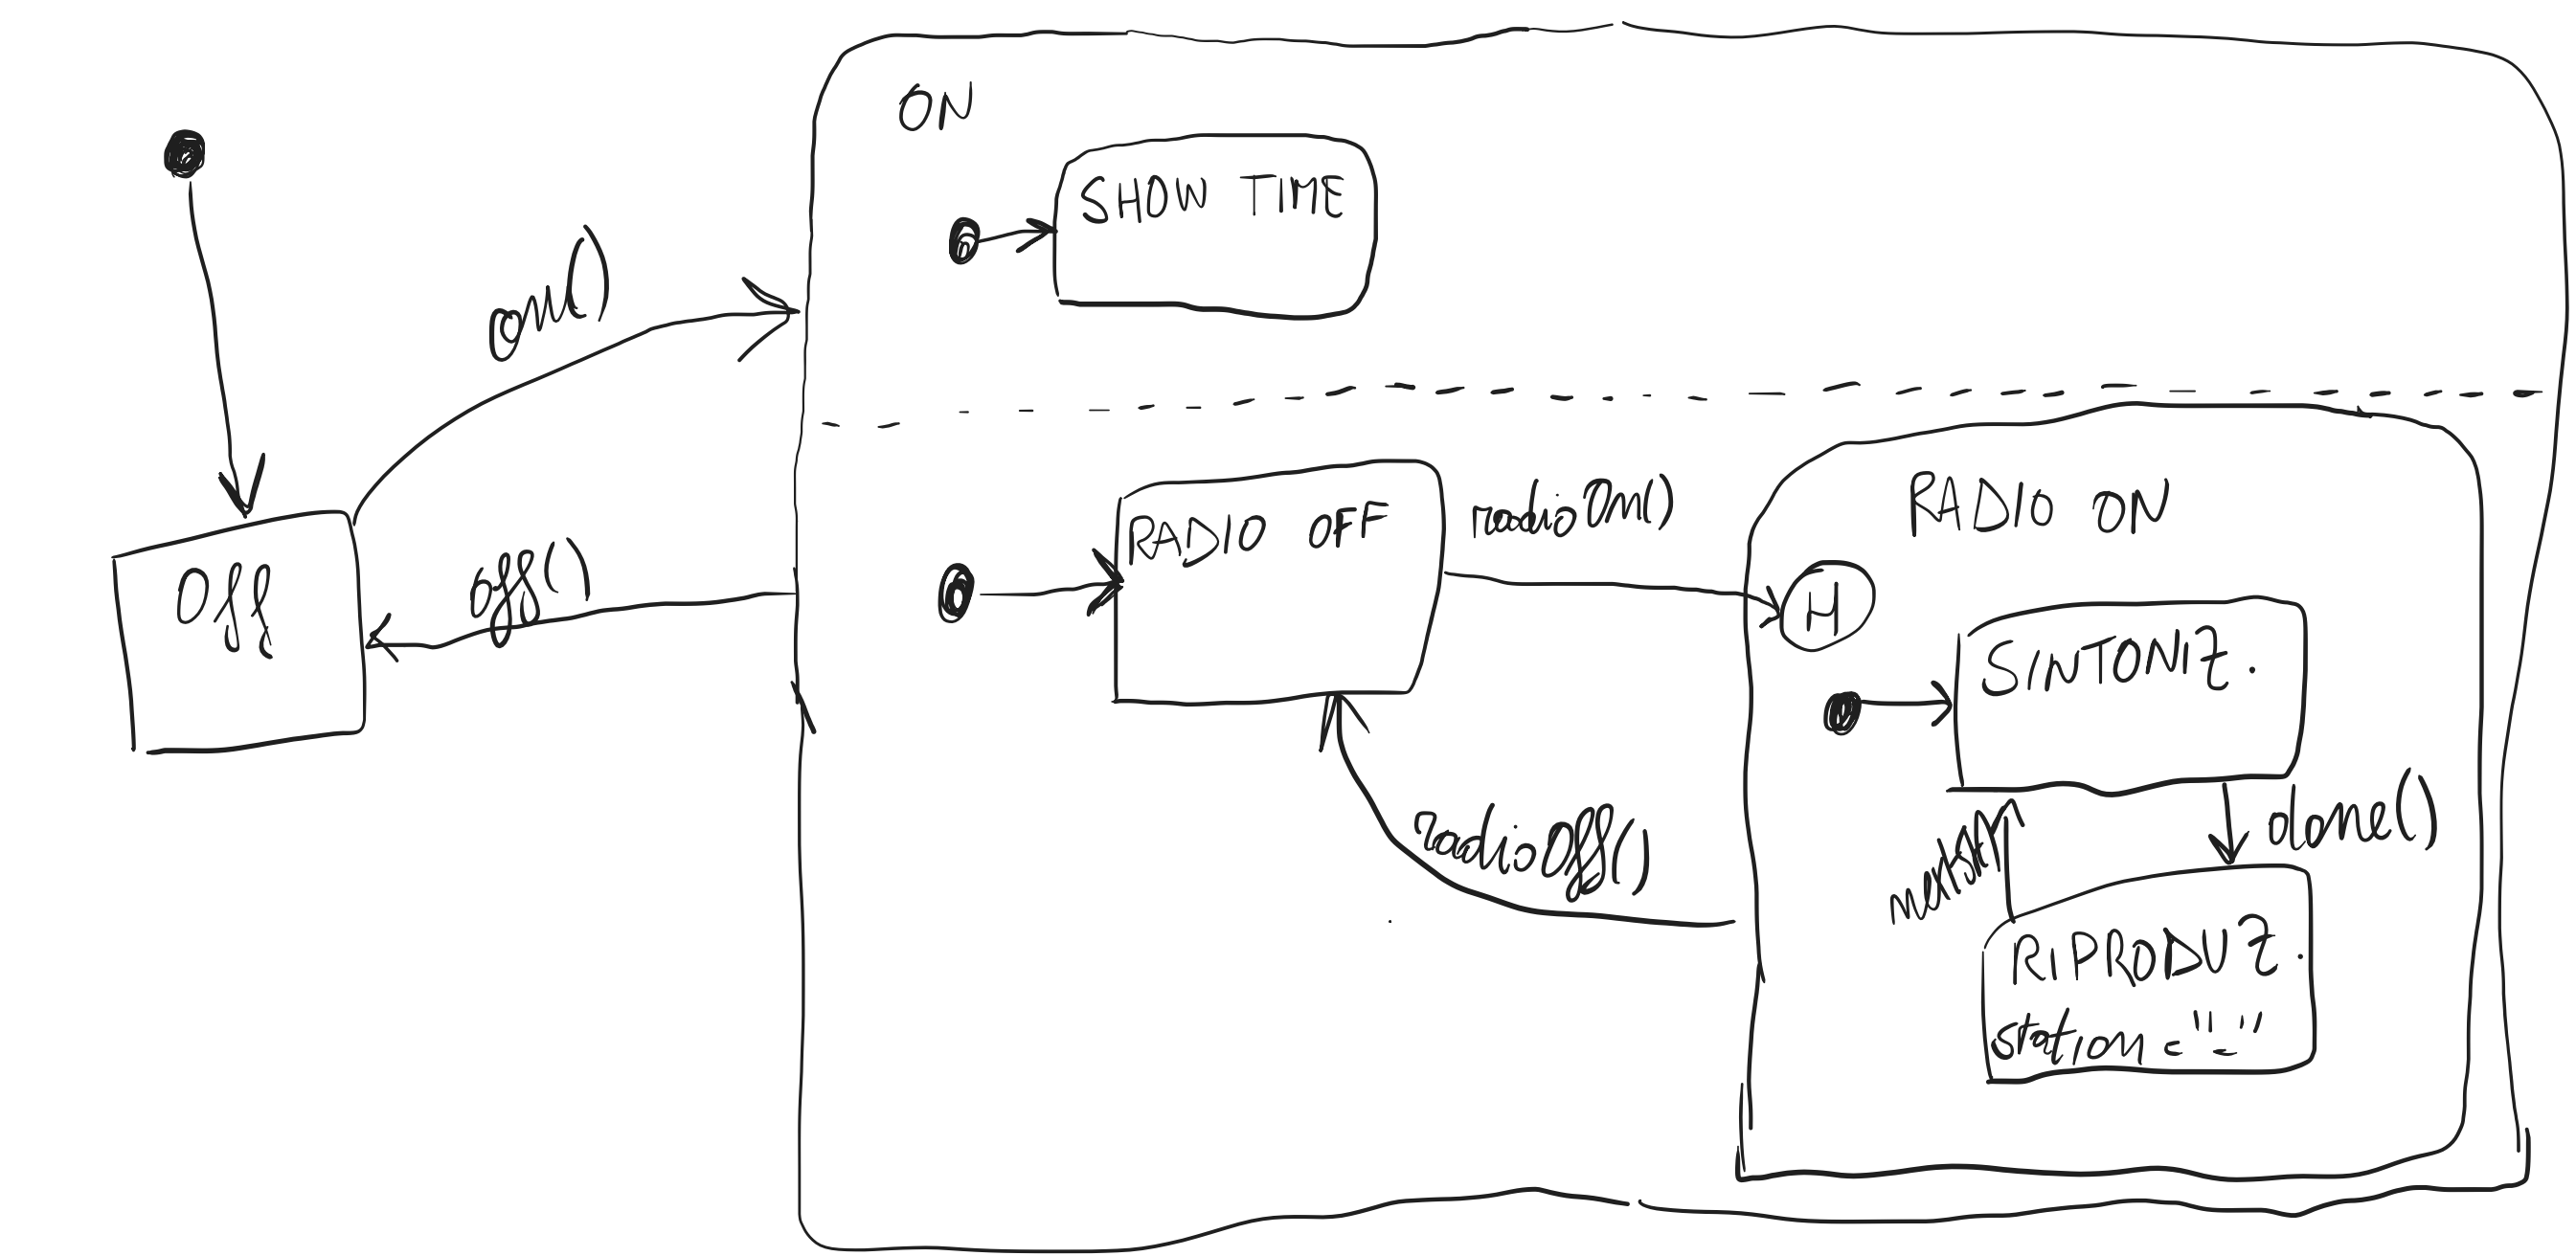 ON
SHOW TIME
on()
Off
off()
RADIO OFF
radioOn()
RADIO ON
H
SINTONIZ.
radioOff()
done()
RIPRODUZ.
station = "_"